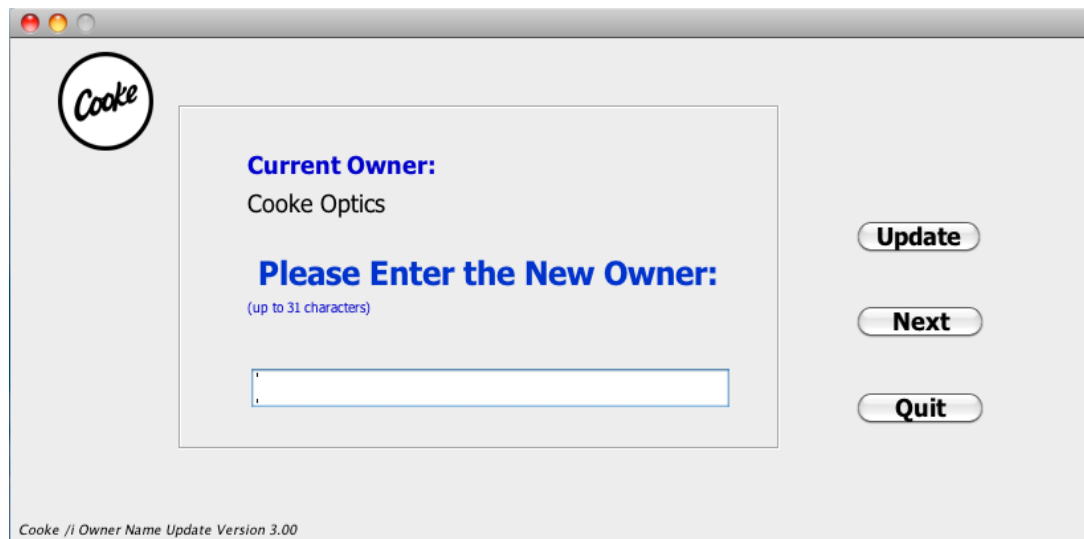 Cooke
Current Owner:
Cooke Optics
Please Enter the New Owner:
(up to 31 characters)
Update
Next
Quit
Cooke /i Owner Name Update Version 3.00